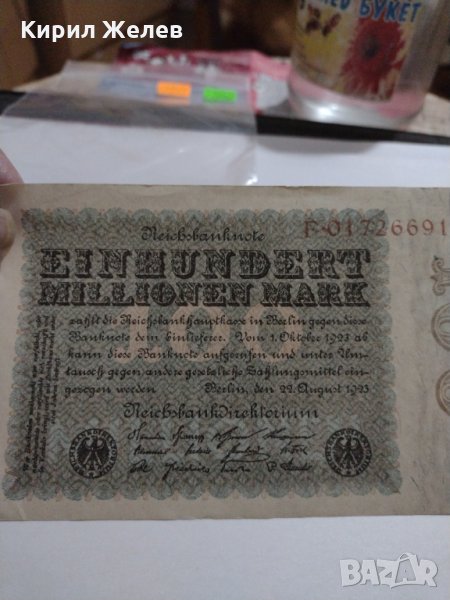 Кирил Желев
БУКЕТ
Reichsbanknote
F·01726691
EINHUNDERT
MILLIONEN MARK
zahlt die Reichsbankhauptkasse in Berlin gegen diese
Banknote dem Einlieferer. Vom 1. Oktober 1923 ab
kann diese Banknote aufgerufen und unter Um-
tausch gegen andere gesetzliche Zahlungsmittel ein-
gezogen werden
Berlin, den 22. August 1923
Reichsbankdirektorium
BAZAR